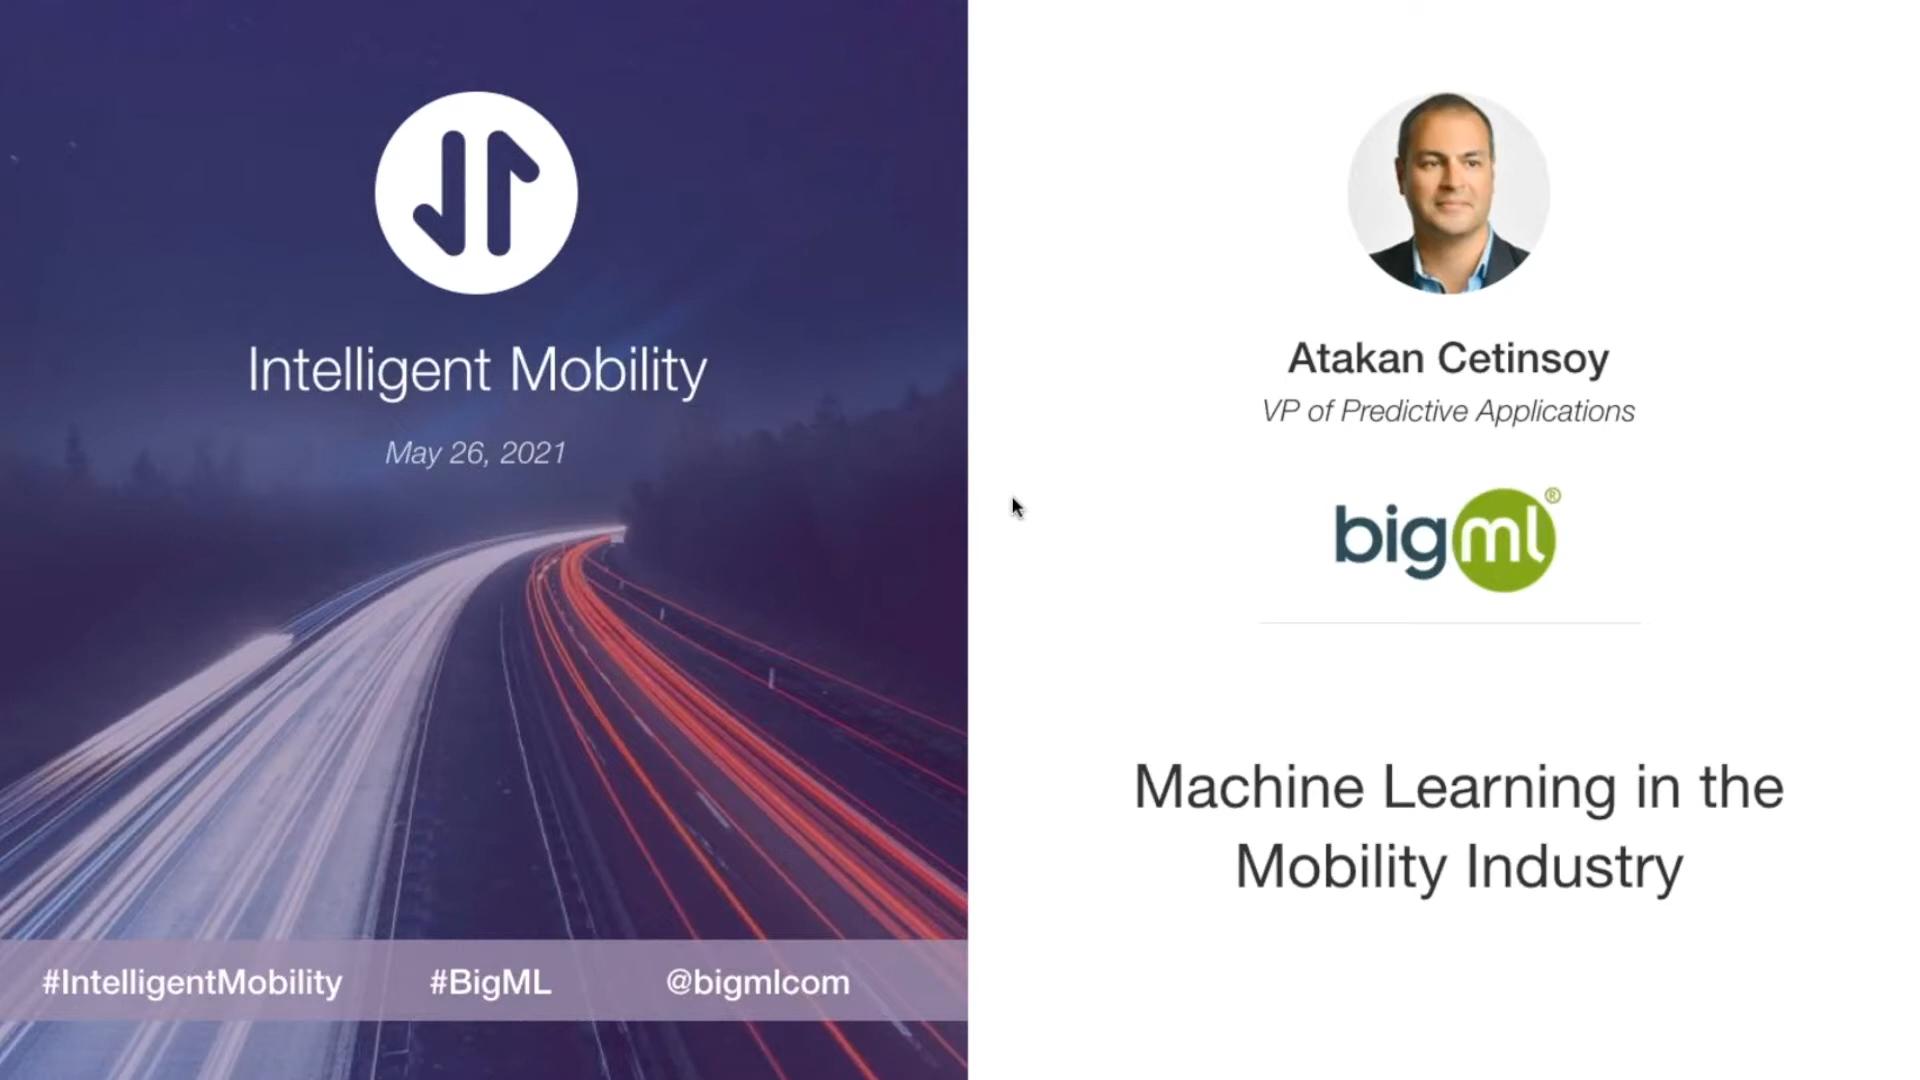 Intelligent Mobility
May 26, 2021
#IntelligentMobility #BigML @bigmlcom
Atakan Cetinsoy
VP of Predictive Applications
bigml®
Machine Learning in the
Mobility Industry